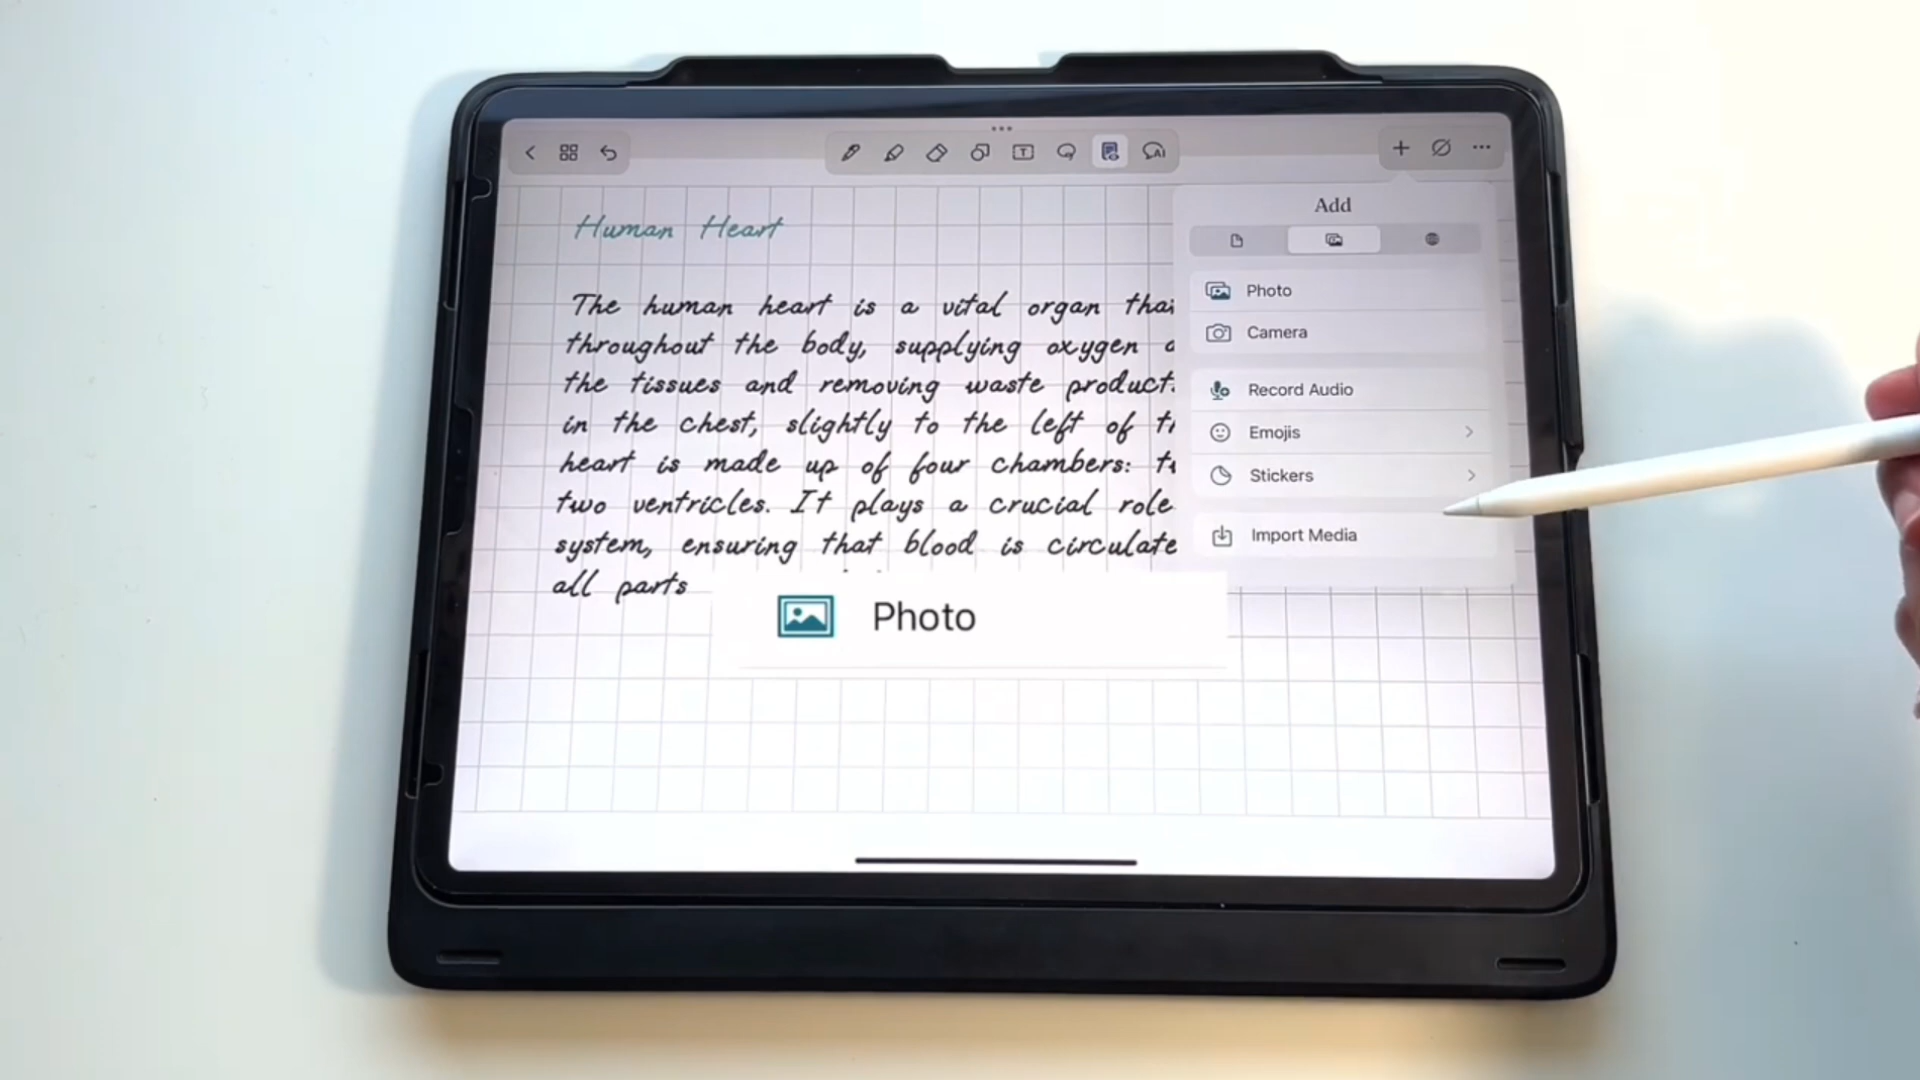 Human Heart
The human heart is a vital organ that
throughout the body, supplying oxygen
the tissues and removing waste product
in the chest, slightly to the left of
heart is made up of four chambers:
two ventricles. It plays a crucial role
system, ensuring that blood is circulate
all parts
Photo
T
AI
Add
Photo
Camera
Record Audio
Emojis
Stickers
Import Media